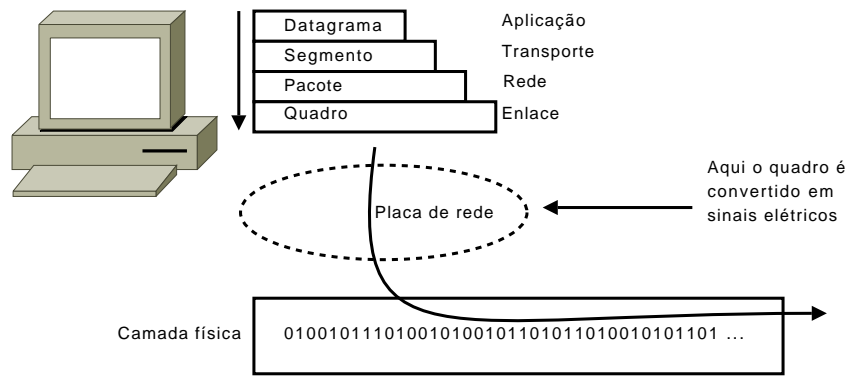 Datagrama Aplicação
Segmento Transporte
Pacote Rede
Quadro Enlace
Aqui o quadro é
convertido em
sinais elétricos
Placa de rede
Camada física 0100101110100101001011010110100101011101 ...